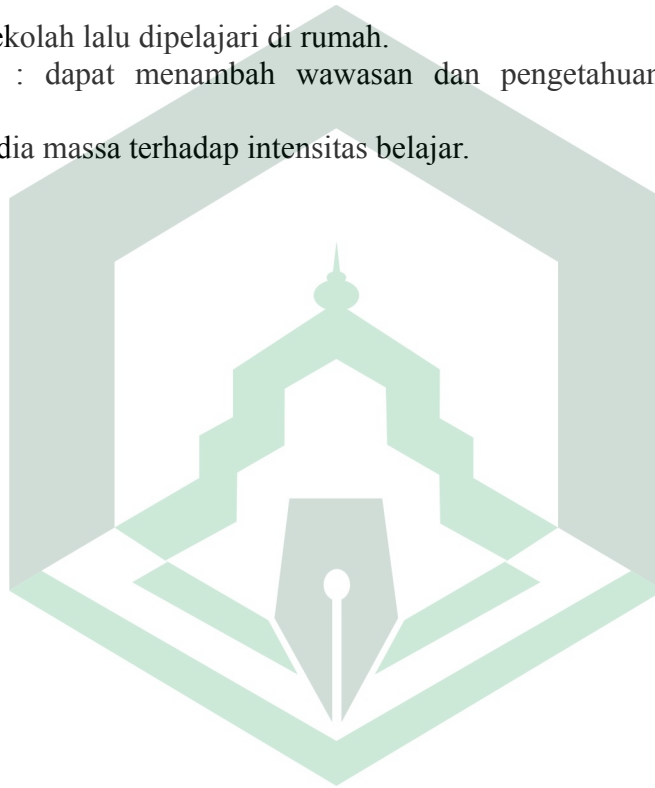 ekolah lalu dipelajari di rumah.
: dapat menambah wawasan dan pengetahuan
dia massa terhadap intensitas belajar.